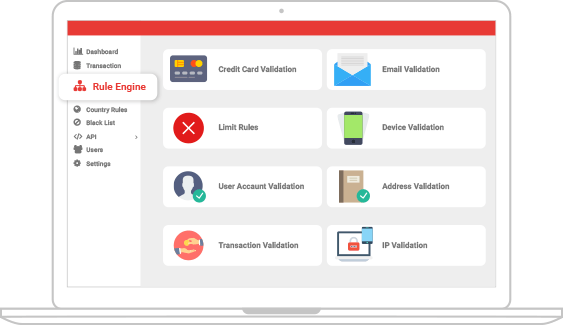 Dashboard
Transaction
Rule Engine
Country Rules
Black List
API
Users
Settings
Credit Card Validation
Email Validation
Limit Rules
Device Validation
User Account Validation
Address Validation
Transaction Validation
IP Validation